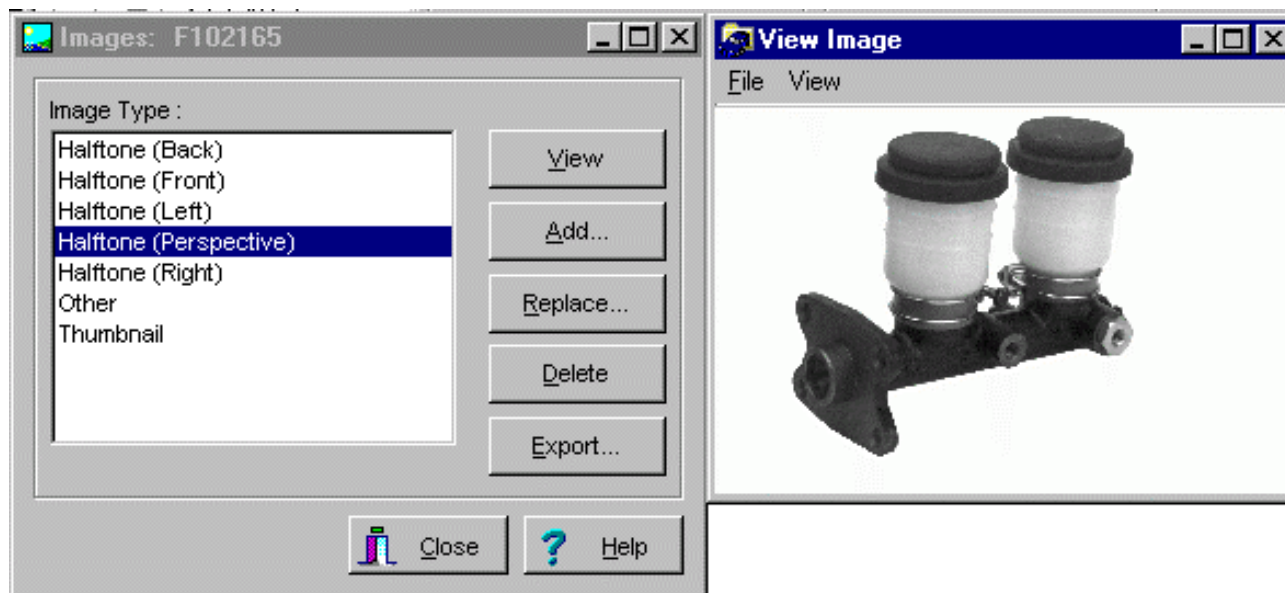 Images: F102165
Image Type :
Halftone (Back)
Halftone (Front)
Halftone (Left)
Halftone (Perspective)
Halftone (Right)
Other
Thumbnail
View
Add...
Replace...
Delete
Export...
Close
Help
View Image
File View